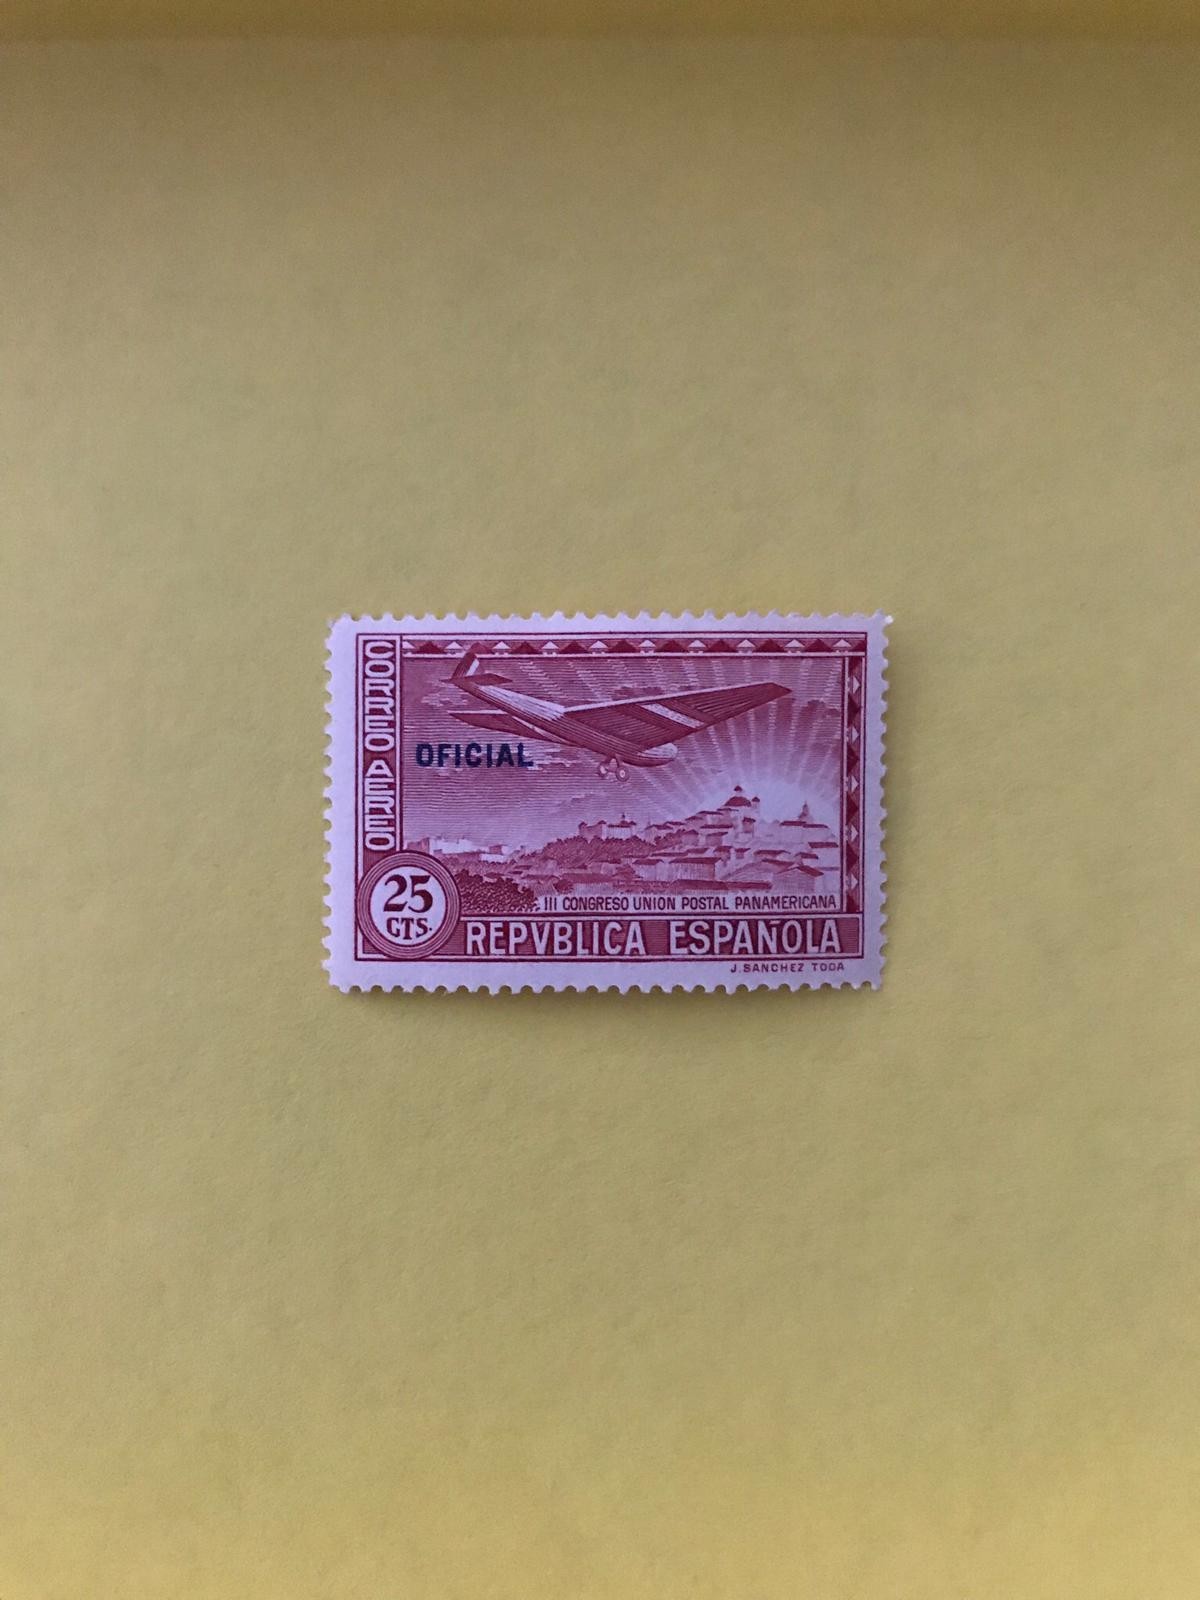 CORREO AEREO
OFICIAL
25
CTS.
III CONGRESO UNION POSTAL PANAMERICANA
REPVBLICA ESPAÑOLA
J. SANCHEZ TODA